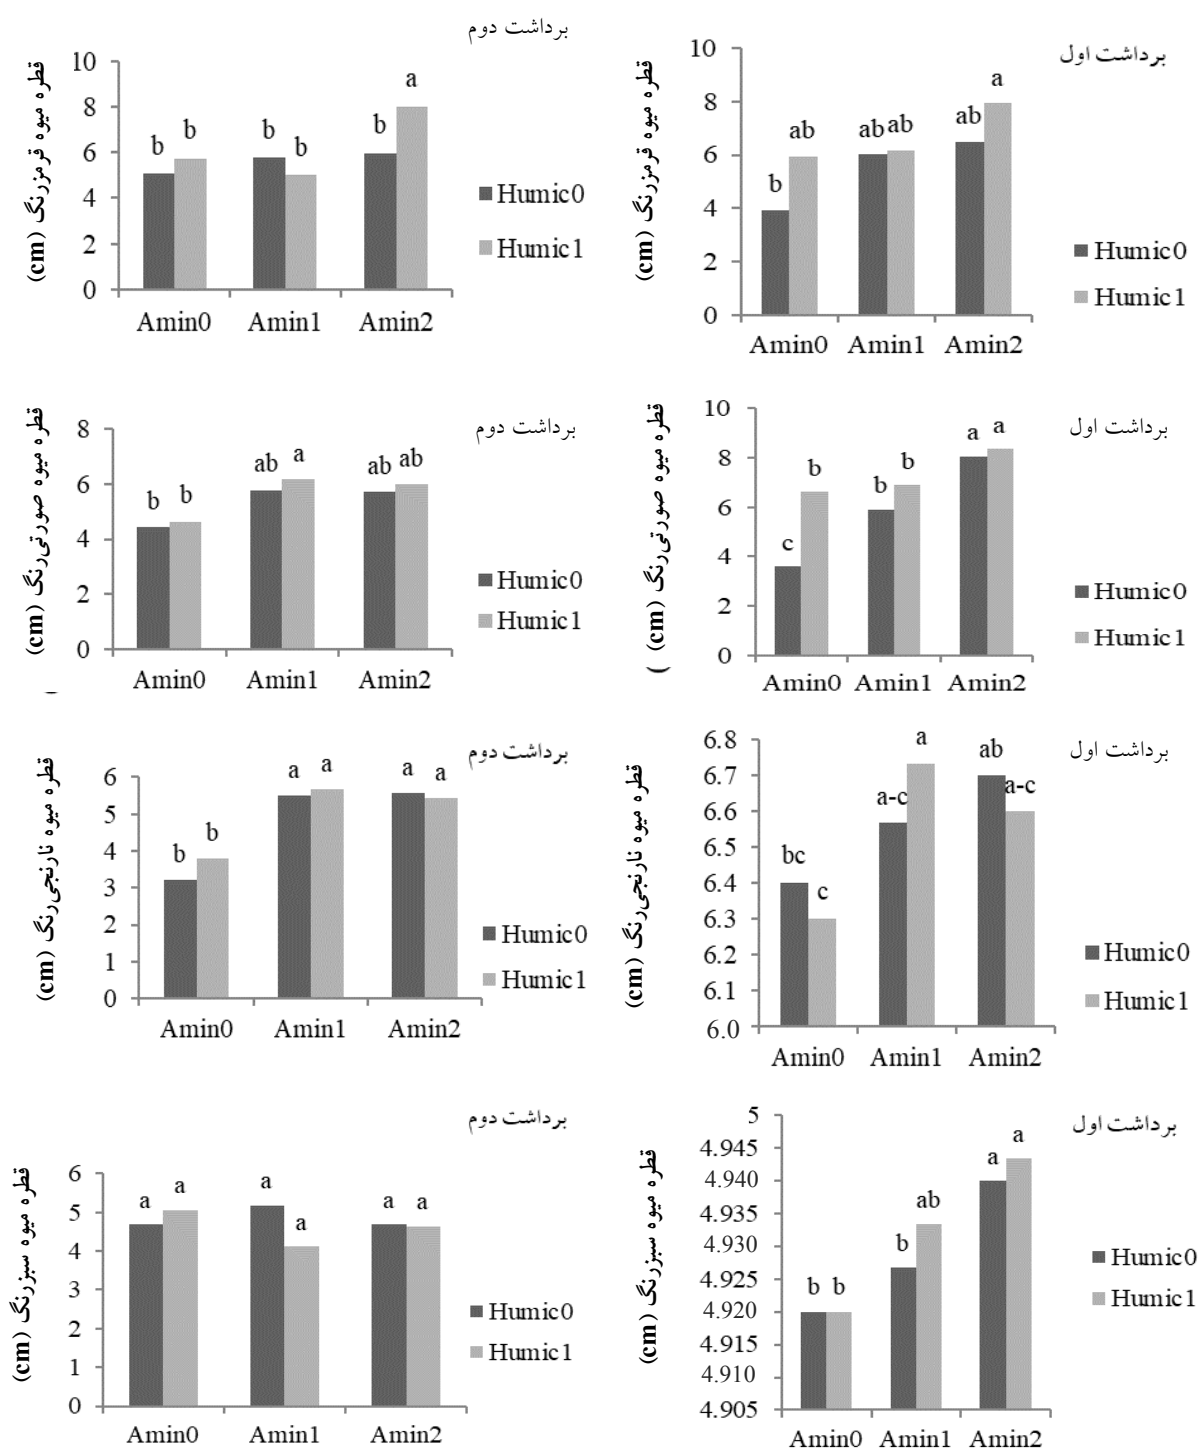 برداشت دوم
قطره میوه قرمزرنگ (cm)
10
8
6
4
2
0
b b b b b a
Humic0
Humic1
Amin0 Amin1 Amin2
برداشت اول
قطره میوه قرمزرنگ (cm)
10
8
6
4
2
0
b ab ab ab ab a
Humic0
Humic1
Amin0 Amin1 Amin2
برداشت دوم
قطره میوه صورتی‌رنگ (cm)
8
6
4
2
0
b b ab a ab ab
Humic0
Humic1
Amin0 Amin1 Amin2
برداشت اول
قطره میوه صورتی‌رنگ (cm)
10
8
6
4
2
0
c b b b a a
Humic0
Humic1
Amin0 Amin1 Amin2
برداشت دوم
قطره میوه نارنجی‌رنگ (cm)
6
5
4
3
2
1
0
b b a a a a
Humic0
Humic1
Amin0 Amin1 Amin2
برداشت اول
قطره میوه نارنجی‌رنگ (cm)
6.8
6.7
6.6
6.5
6.4
6.3
6.2
6.1
6.0
bc c a-c a ab a-c
Humic0
Humic1
Amin0 Amin1 Amin2
برداشت دوم
قطره میوه سبزرنگ (cm)
6
5
4
3
2
1
0
a a a a a a
Humic0
Humic1
Amin0 Amin1 Amin2
برداشت اول
قطره میوه سبزرنگ (cm)
5
4.945
4.940
4.935
4.930
4.925
4.920
4.915
4.910
4.905
b b b ab a a
Humic0
Humic1
Amin0 Amin1 Amin2